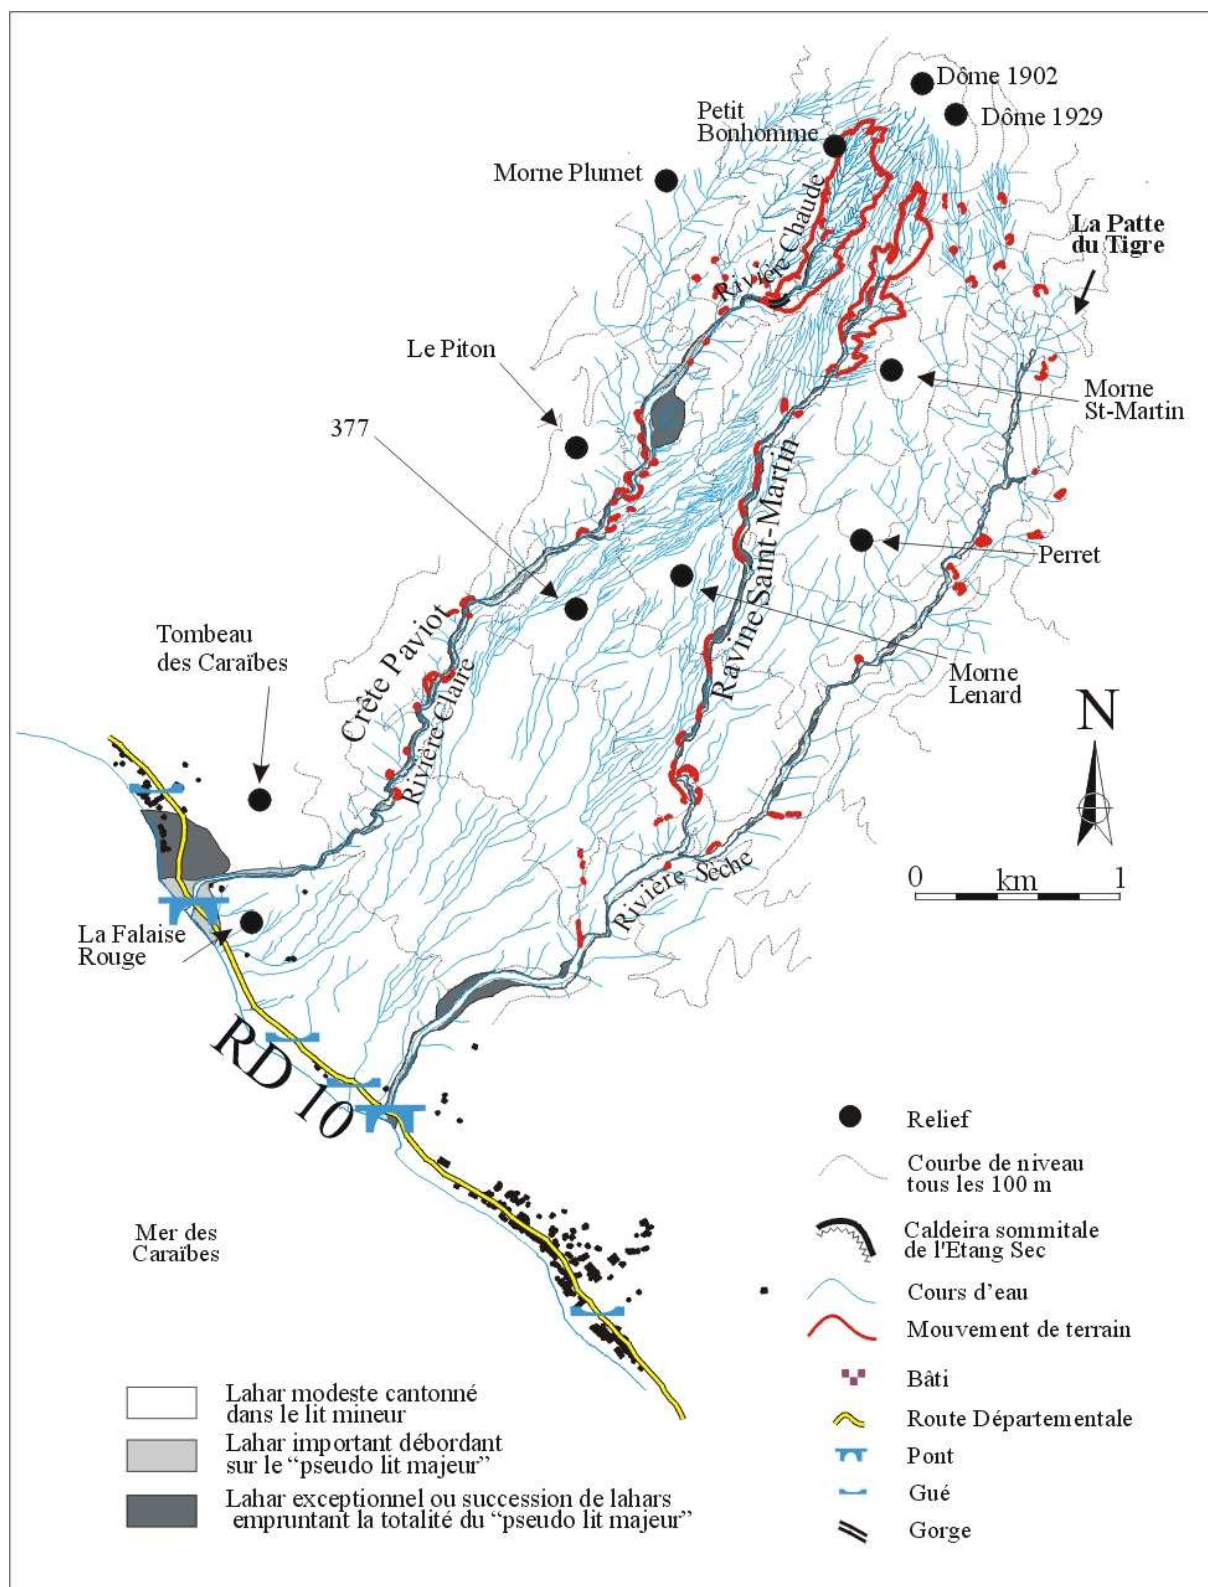 Dôme 1902
Dôme 1929
Petit
Bonhomme
Morne Plumet
La Patte
du Tigre
Rivière Chaude
Le Piton
Morne
St-Martin
377
Ravine Saint-Martin
Perret
Tombeau
des Caraïbes
Crête Paviot
Rivière Claire
Morne
Lenard
N
Rivière Sèche
0 km 1
La Falaise
Rouge
RD 10
Mer des
Caraïbes
Relief
Courbe de niveau
tous les 100 m
Caldeira sommitale
de l'Etang Sec
Cours d’eau
Mouvement de terrain
Bâti
Route Départementale
Pont
Gué
Gorge
Lahar modeste cantonné
dans le lit mineur
Lahar important débordant
sur le “pseudo lit majeur”
Lahar exceptionnel ou succession de lahars
empruntant la totalité du “pseudo lit majeur”